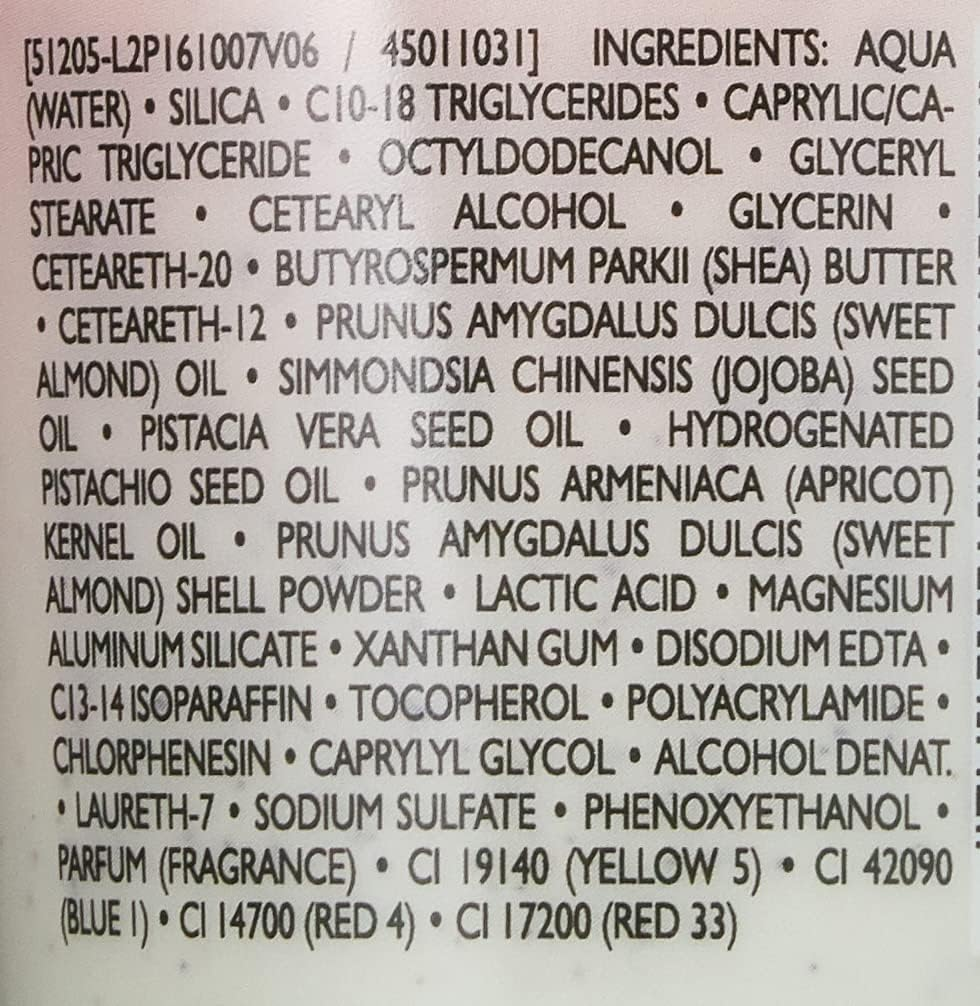 [51205-L2P161007V06 / 45011031] INGREDIENTS: AQUA
(WATER) • SILICA • C10-18 TRIGLYCERIDES • CAPRYLIC/CA-
PRIC TRIGLYCERIDE • OCTYLDODECANOL • GLYCERYL
STEARATE • CETEARYL ALCOHOL • GLYCERIN •
CETEARETH-20 • BUTYROSPERMUM PARKII (SHEA) BUTTER
• CETEARETH-12 • PRUNUS AMYGDALUS DULCIS (SWEET
ALMOND) OIL • SIMMONDSIA CHINENSIS (JOJOBA) SEED
OIL • PISTACIA VERA SEED OIL • HYDROGENATED
PISTACHIO SEED OIL • PRUNUS ARMENIACA (APRICOT)
KERNEL OIL • PRUNUS AMYGDALUS DULCIS (SWEET
ALMOND) SHELL POWDER • LACTIC ACID • MAGNESIUM
ALUMINUM SILICATE • XANTHAN GUM • DISODIUM EDTA •
C13-14 ISOPARAFFIN • TOCOPHEROL • POLYACRYLAMIDE •
CHLORPHENESIN • CAPRYLYL GLYCOL • ALCOHOL DENAT.
• LAURETH-7 • SODIUM SULFATE • PHENOXYETHANOL •
PARFUM (FRAGRANCE) • CI 19140 (YELLOW 5) • CI 42090
(BLUE 1) • CI 14700 (RED 4) • CI 17200 (RED 33)